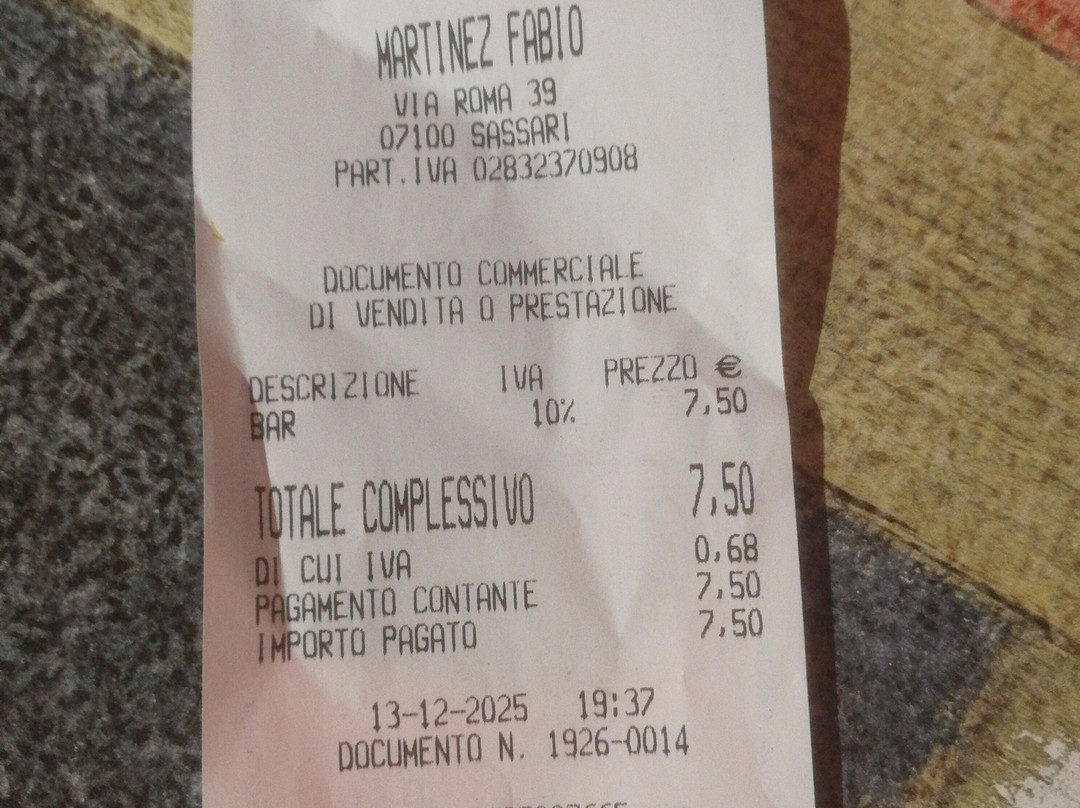 MARTINEZ FABIO
VIA ROMA 39
07100 SASSARI
PART.IVA 02832370908
DOCUMENTO COMMERCIALE
DI VENDITA O PRESTAZIONE
DESCRIZIONE IVA PREZZO €
BAR 10% 7,50
TOTALE COMPLESSIVO 7,50
DI CUI IVA 0,68
PAGAMENTO CONTANTE 7,50
IMPORTO PAGATO 7,50
13-12-2025 19:37
DOCUMENTO N. 1926-0014